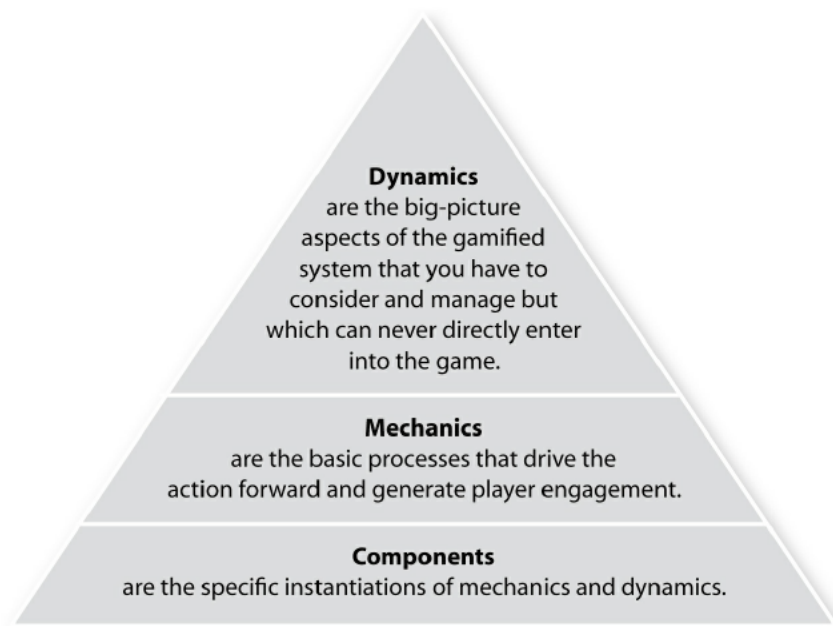 Dynamics
are the big-picture
aspects of the gamified
system that you have to
consider and manage but
which can never directly enter
into the game.
Mechanics
are the basic processes that drive the
action forward and generate player engagement.
Components
are the specific instantiations of mechanics and dynamics.